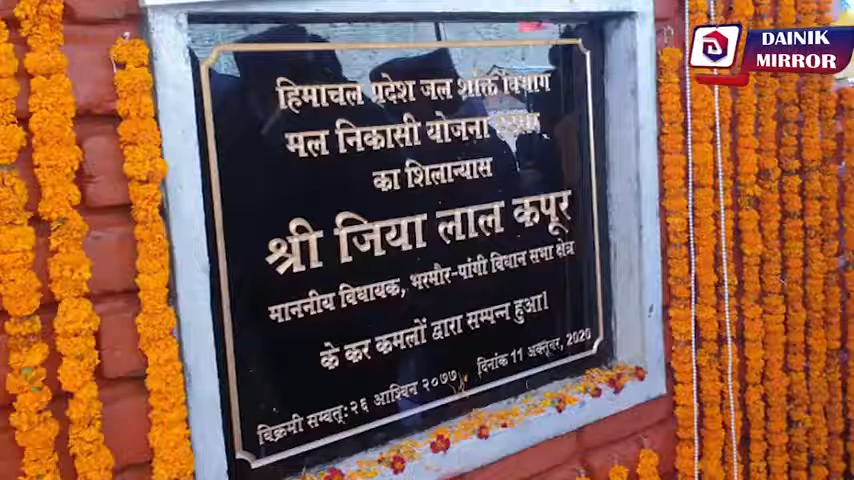 DAINIK
MIRROR
हिमाचल प्रदेश जल शक्ति विभाग
मल निकासी योजना
का शिलान्यास
श्री जिया लाल कपूर
माननीय विधायक, भरमौर-पांगी विधान सभा क्षेत्र
के कर कमलों द्वारा सम्पन्न हुआ।
विक्रमी सम्वत्: २६ आश्विन २०७७ दिनांक 11 अक्तूबर, 2020